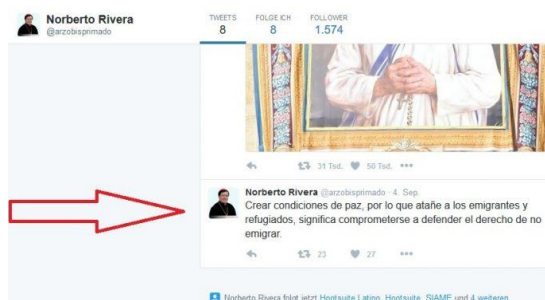 Norberto Rivera
@arzobisprimado
TWEETS FOLGE ICH FOLLOWER
8 8 1.574
31 Tsd. 50 Tsd.
Norberto Rivera @arzobisprimado · 4. Sep.
Crear condiciones de paz, por lo que atañe a los emigrantes y
refugiados, significa comprometerse a defender el derecho de no
emigrar.
23 27
Norberto Rivera folgt jetzt Hootsuite Latino, Hootsuite, SIAME und 4 weiteren